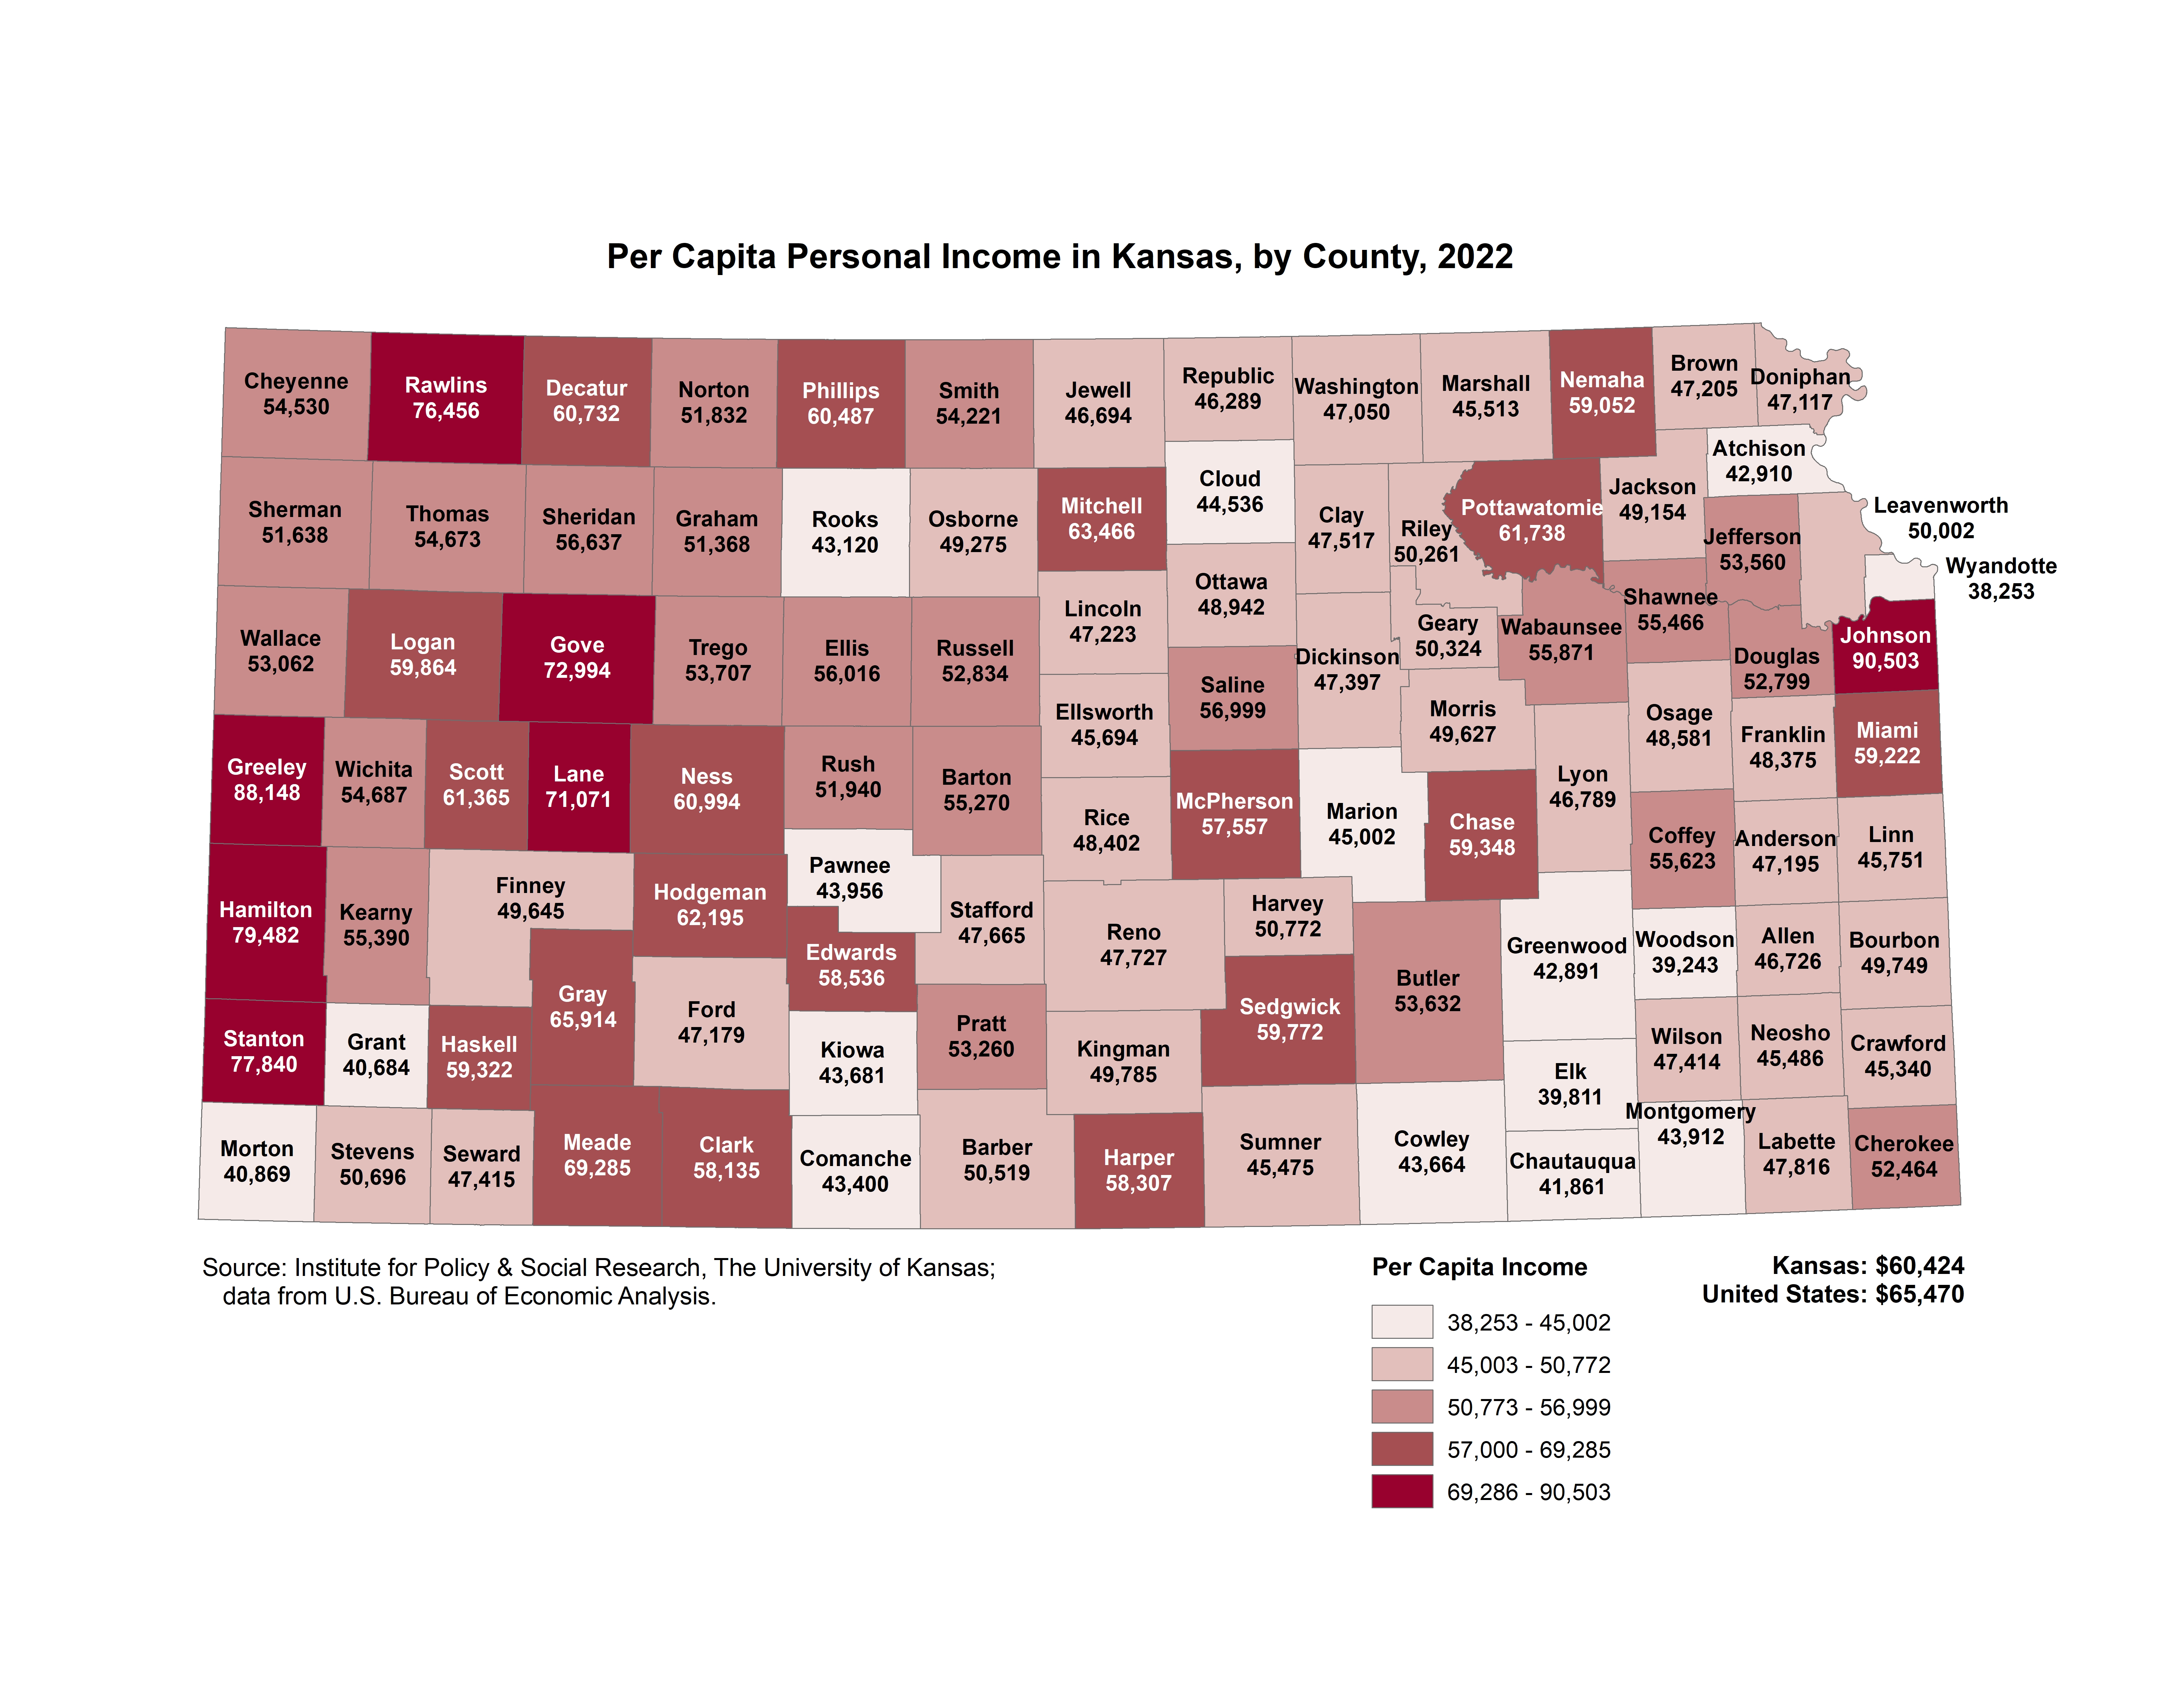 Per Capita Personal Income in Kansas, by County, 2022
Cheyenne
54,530
Rawlins
76,456
Decatur
60,732
Norton
51,832
Phillips
60,487
Smith
54,221
Jewell
46,694
Republic
46,289
Washington
47,050
Marshall
45,513
Nemaha
59,052
Brown
47,205
Doniphan
47,117
Atchison
42,910
Sherman
51,638
Thomas
54,673
Sheridan
56,637
Graham
51,368
Rooks
43,120
Osborne
49,275
Mitchell
63,466
Cloud
44,536
Clay
47,517
Riley
50,261
Pottawatomie
61,738
Jackson
49,154
Jefferson
53,560
Leavenworth
50,002
Wyandotte
38,253
Wallace
53,062
Logan
59,864
Gove
72,994
Trego
53,707
Ellis
56,016
Russell
52,834
Lincoln
47,223
Ottawa
48,942
Saline
56,999
Dickinson
47,397
Geary
50,324
Wabaunsee
55,871
Shawnee
55,466
Douglas
52,799
Johnson
90,503
Ellsworth
45,694
Morris
49,627
Osage
48,581
Franklin
48,375
Miami
59,222
Greeley
88,148
Wichita
54,687
Scott
61,365
Lane
71,071
Ness
60,994
Rush
51,940
Barton
55,270
Rice
48,402
McPherson
57,557
Marion
45,002
Chase
59,348
Lyon
46,789
Coffey
55,623
Anderson
47,195
Linn
45,751
Hamilton
79,482
Kearny
55,390
Finney
49,645
Hodgeman
62,195
Pawnee
43,956
Edwards
58,536
Stafford
47,665
Reno
47,727
Harvey
50,772
Sedgwick
59,772
Butler
53,632
Greenwood
42,891
Woodson
39,243
Allen
46,726
Bourbon
49,749
Stanton
77,840
Grant
40,684
Haskell
59,322
Gray
65,914
Ford
47,179
Kiowa
43,681
Pratt
53,260
Kingman
49,785
Elk
39,811
Wilson
47,414
Neosho
45,486
Crawford
45,340
Morton
40,869
Stevens
50,696
Seward
47,415
Meade
69,285
Clark
58,135
Comanche
43,400
Barber
50,519
Harper
58,307
Sumner
45,475
Cowley
43,664
Chautauqua
41,861
Montgomery
43,912
Labette
47,816
Cherokee
52,464
Source: Institute for Policy & Social Research, The University of Kansas;
data from U.S. Bureau of Economic Analysis.
Per Capita Income
38,253 - 45,002
45,003 - 50,772
50,773 - 56,999
57,000 - 69,285
69,286 - 90,503
Kansas: $60,424
United States: $65,470